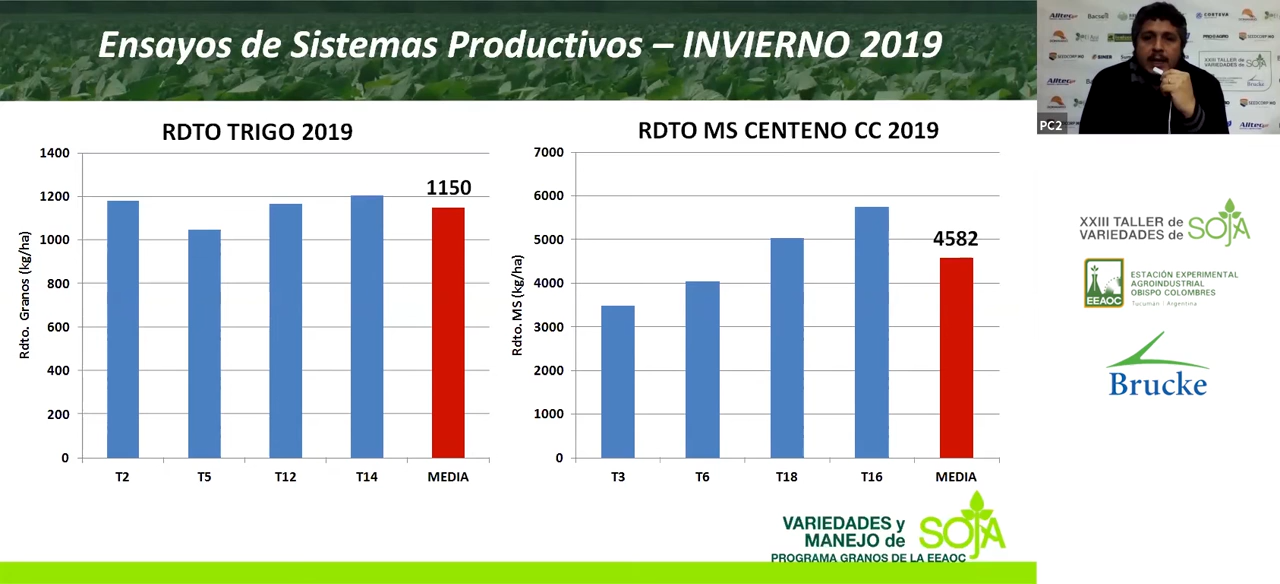 Ensayos de Sistemas Productivos – INVIERNO 2019
RDTO TRIGO 2019
1400
1200
1000
800
600
400
200
0
Rdto. Granos (kg/ha)
1150
T2
T5
T12
T14
MEDIA
RDTO MS CENTENO CC 2019
7000
6000
5000
4000
3000
2000
1000
0
Rdto. MS (kg/ha)
4582
T3
T6
T18
T16
MEDIA
VARIEDADES y
MANEJO de
SOJA
PROGRAMA GRANOS DE LA EEAOC
PC2
XXIII TALLER de
VARIEDADES de
SOJA
EEAOC
ESTACIÓN EXPERIMENTAL
AGROINDUSTRIAL
OBISPO COLOMBRES
Tucumán | Argentina
Brucke